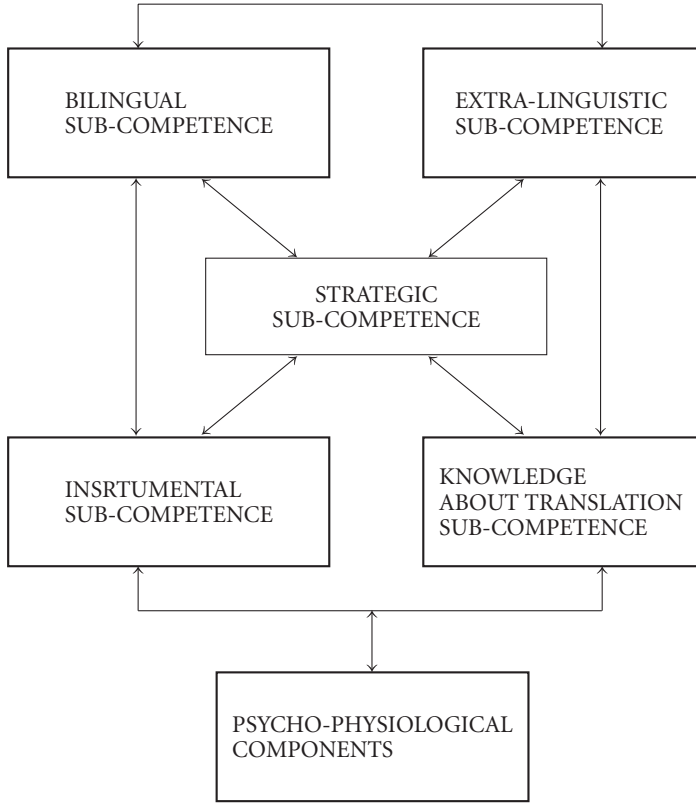 BILINGUAL
SUB-COMPETENCE
EXTRA-LINGUISTIC
SUB-COMPETENCE
STRATEGIC
SUB-COMPETENCE
INSRTUMENTAL
SUB-COMPETENCE
KNOWLEDGE
ABOUT TRANSLATION
SUB-COMPETENCE
PSYCHO-PHYSIOLOGICAL
COMPONENTS